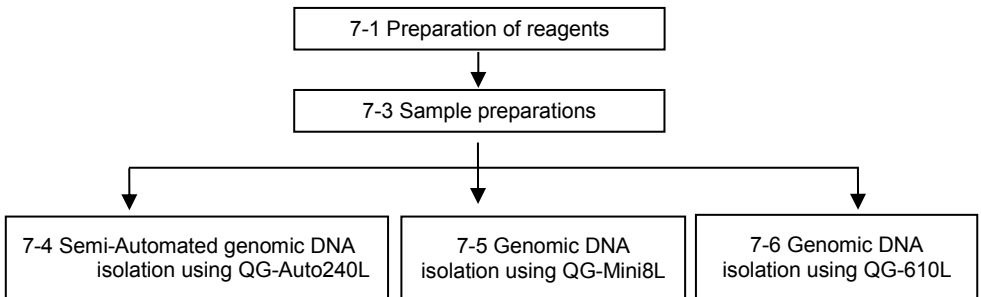 7-1 Preparation of reagents
7-3 Sample preparations
7-4 Semi-Automated genomic DNA
isolation using QG-Auto240L
7-5 Genomic DNA
isolation using QG-Mini8L
7-6 Genomic DNA
isolation using QG-610L